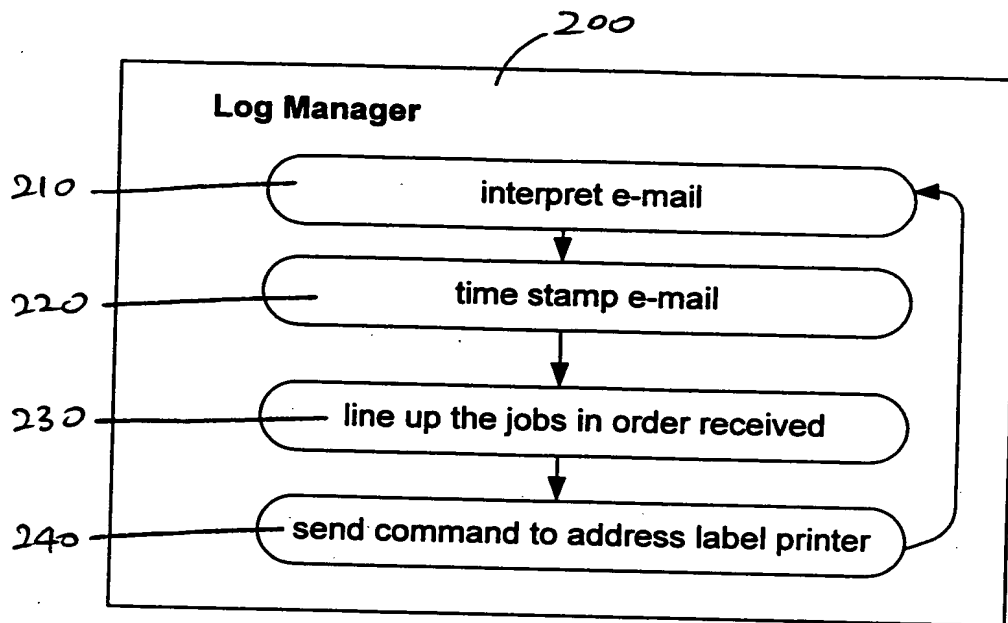 200
Log Manager
210
interpret e-mail
220
time stamp e-mail
230
line up the jobs in order received
240
send command to address label printer